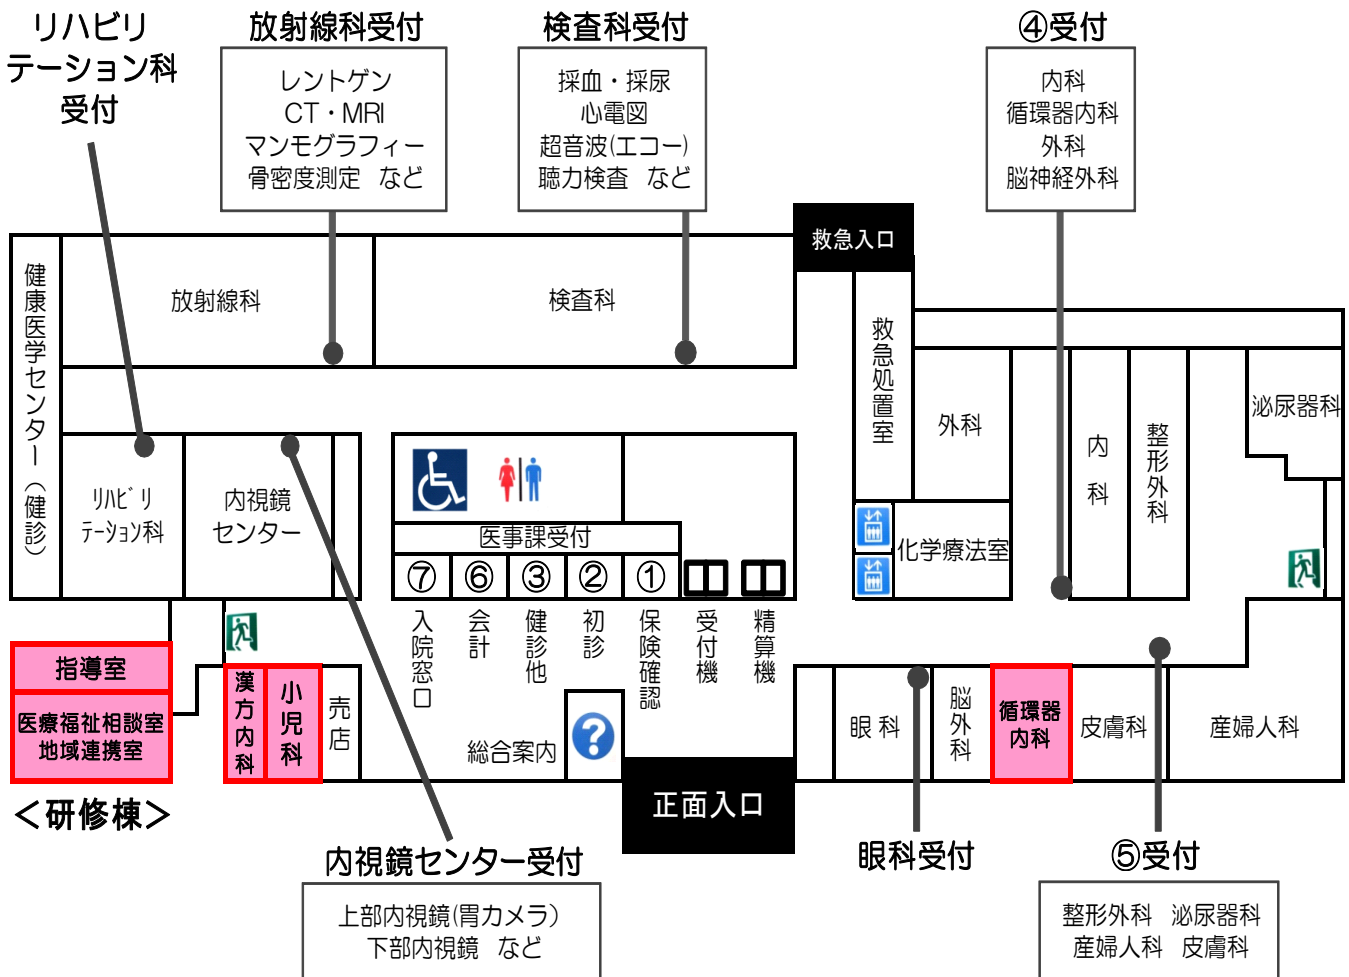 リハビリ
テーション科
受付
放射線科受付
レントゲン
CT・MRI
マンモグラフィー
骨密度測定 など
検査科受付
採血・採尿
心電図
超音波(エコー)
聴力検査 など
④受付
内科
循環器内科
外科
脳神経外科
救急入口
健康医学センター(健診)
放射線科
検査科
救急処置室
外科
内科
整形外科
泌尿器科
リハビリ
テーション科
内視鏡
センター
医事課受付
⑦
⑥
③
②
①
化学療法室
入院窓口
会計
健診他
初診
保険確認
受付機
精算機
指導室
医療福祉相談室
地域連携室
漢方内科
小児科
売店
総合案内
?
眼科
脳外科
循環器
内科
皮膚科
産婦人科
正面入口
<研修棟>
内視鏡センター受付
上部内視鏡(胃カメラ)
下部内視鏡 など
眼科受付
⑤受付
整形外科 泌尿器科
産婦人科 皮膚科